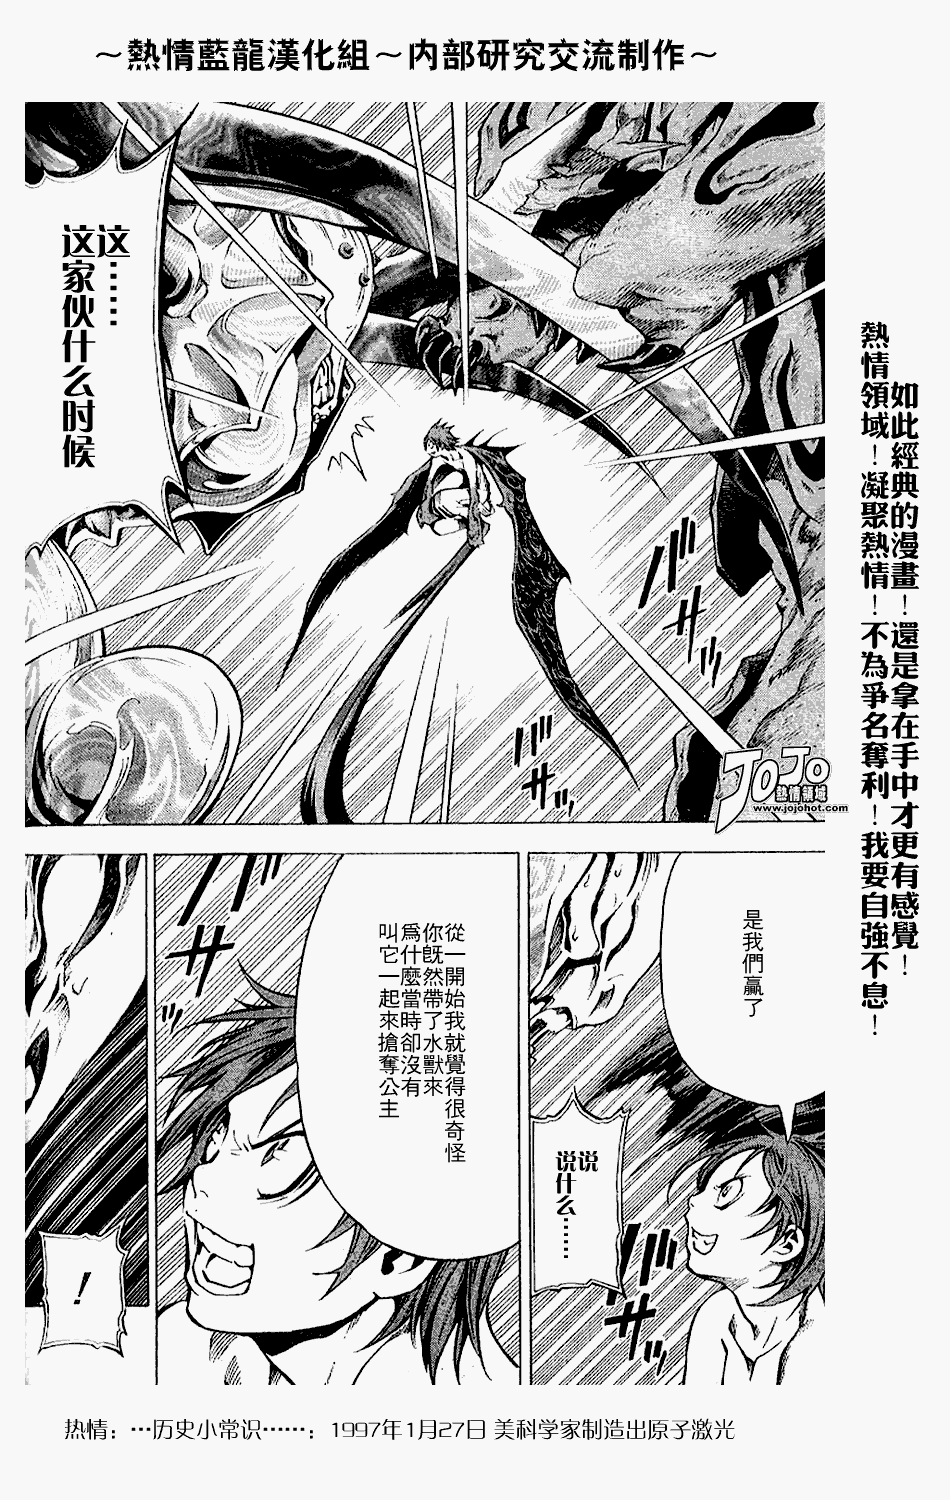 ～熱情藍龍漢化組～内部研究交流制作～
这……
这家伙什么时候
如此經典的漫畫！還是拿在手中才更有感覺！
熱情領域！凝聚熱情！不為爭名奪利！我要自強不息！
JOJO
熱情領域
www.jojohot.com
是我們贏了
说说
什么……
從一開始我就覺得很奇怪
你既然帶了水獸來
爲什麼當時卻沒有
叫它一起來搶奪公主
！
热情：…历史小常识……：1997年1月27日 美科学家制造出原子激光